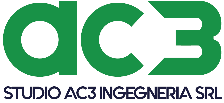 ac3
STUDIO AC3 INGEGNERIA SRL